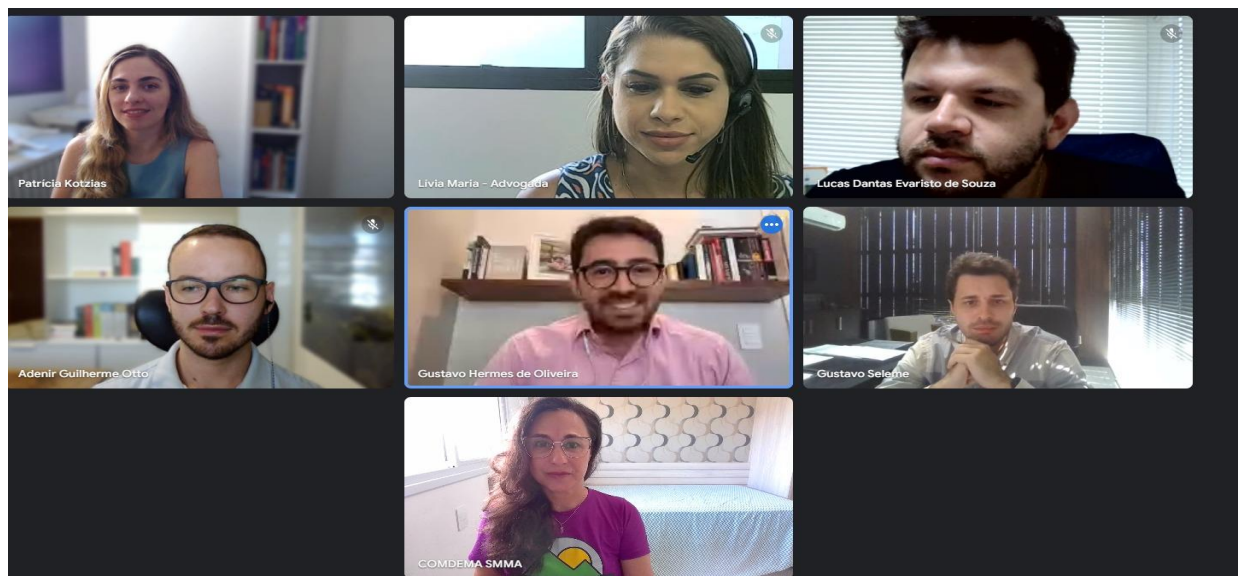 Patrícia Kotzias
Lívia Maria - Advogada
Lucas Dantas Evaristo de Souza
Adenir Guilherme Otto
Gustavo Hermes de Oliveira
Gustavo Seleme
COMDEMA SMMA